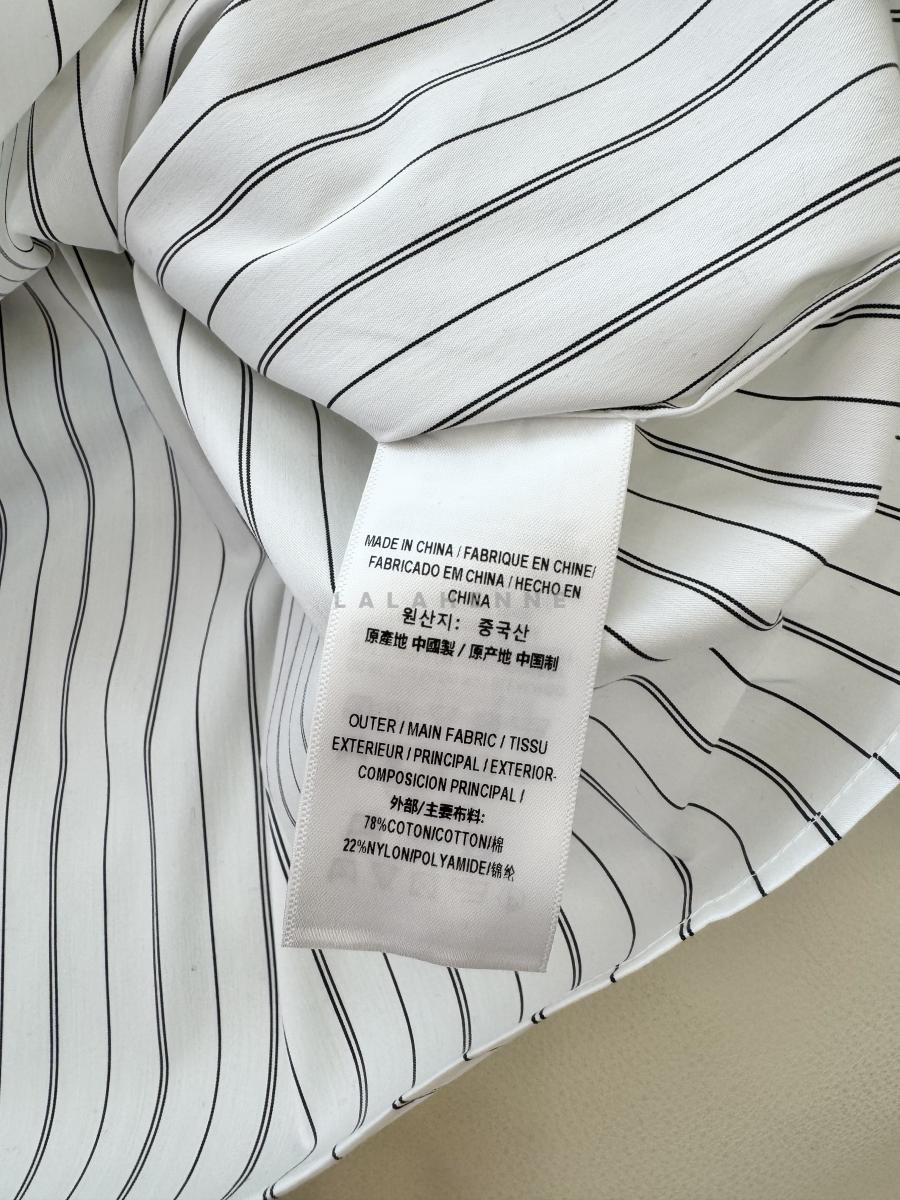 MADE IN CHINA / FABRIQUE EN CHINE/
FABRICADO EM CHINA / HECHO EN
CHINA
LALAHANNE
원산지: 중국산
原產地 中國製 / 原产地 中国制
OUTER / MAIN FABRIC / TISSU
EXTERIEUR / PRINCIPAL / EXTERIOR-
COMPOSICION PRINCIPAL /
外部/主要布料:
78%COTON/COTTON/棉
22%NYLON/POLYAMIDE/锦纶